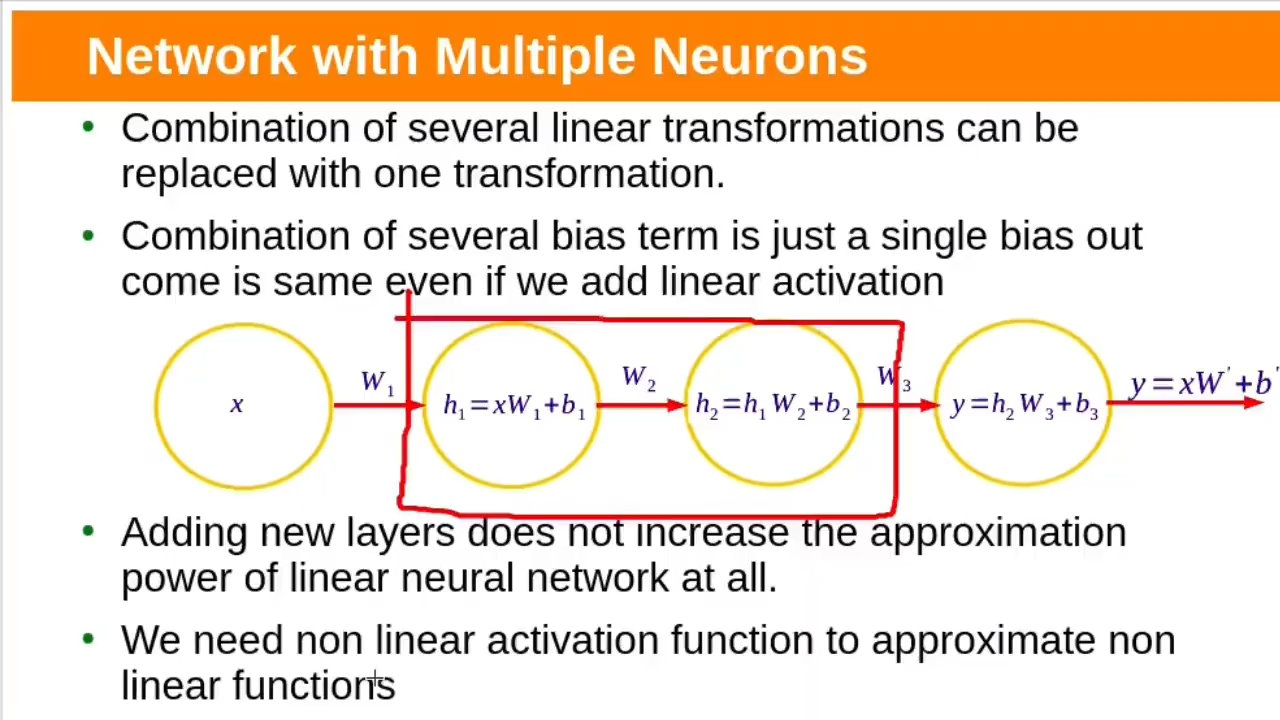 Network with Multiple Neurons
• Combination of several linear transformations can be
replaced with one transformation.
• Combination of several bias term is just a single bias out
come is same even if we add linear activation
x
W₁
h₁=xW₁+b₁
W₂
h₂=h₁W₂+b₂
W₃
y=h₂W₃+b₃
y=xW'+b'
• Adding new layers does not increase the approximation
power of linear neural network at all.
• We need non linear activation function to approximate non
linear functions